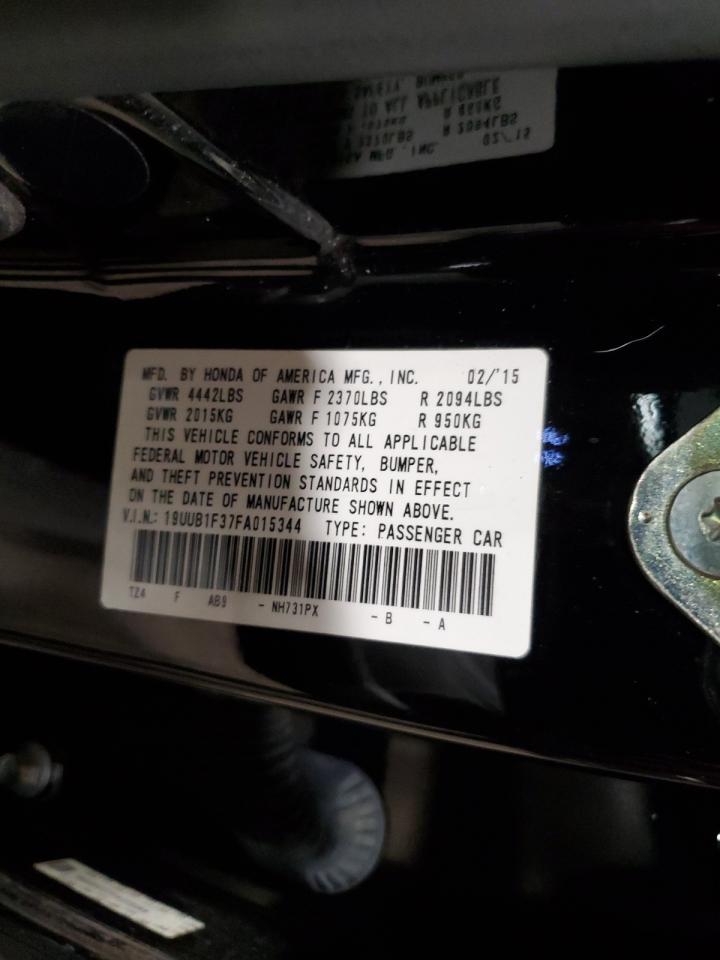 MFD. BY HONDA OF AMERICA MFG., INC. 02/'15
GVWR 4442LBS GAWR F 2370LBS R 2094LBS
GVWR 2015KG GAWR F 1075KG R 950KG
THIS VEHICLE CONFORMS TO ALL APPLICABLE
FEDERAL MOTOR VEHICLE SAFETY, BUMPER,
AND THEFT PREVENTION STANDARDS IN EFFECT
ON THE DATE OF MANUFACTURE SHOWN ABOVE.
V.I.N.: 19UUB1F37FA015344 TYPE: PASSENGER CAR
TZ4 F AB9 - NH731PX - B - A